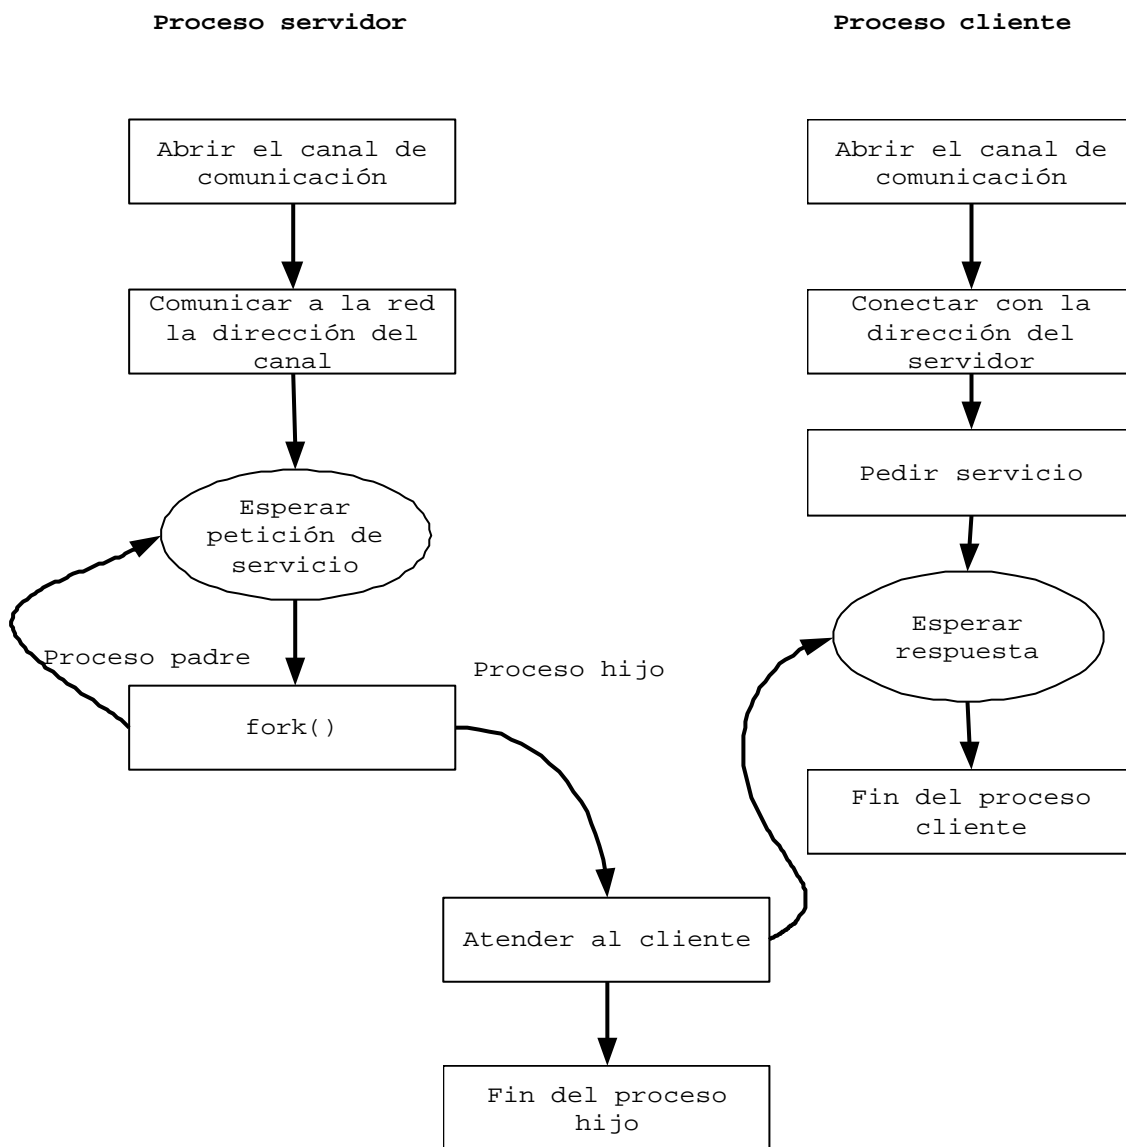 Proceso servidor
Proceso cliente
Abrir el canal de
comunicación
Abrir el canal de
comunicación
Comunicar a la red
la dirección del
canal
Conectar con la
dirección del
servidor
Pedir servicio
Esperar
petición de
servicio
Esperar
respuesta
Proceso padre
Proceso hijo
fork()
Fin del proceso
cliente
Atender al cliente
Fin del proceso
hijo